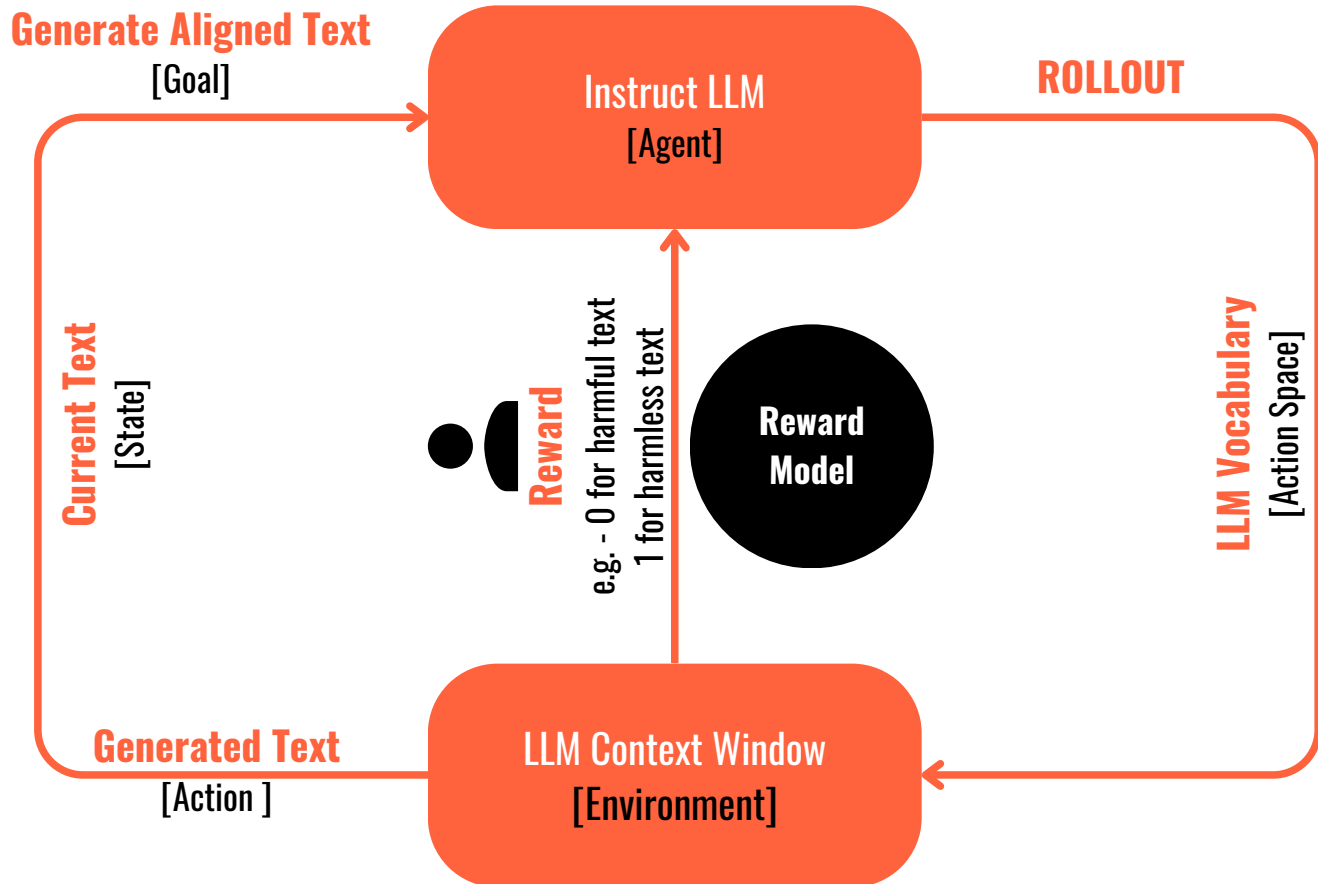 Generate Aligned Text
[Goal]
Instruct LLM
[Agent]
ROLLOUT
Current Text
[State]
Reward
e.g. - 0 for harmful text
1 for harmless text
Reward
Model
LLM Vocabulary
[Action Space]
Generated Text
[Action ]
LLM Context Window
[Environment]